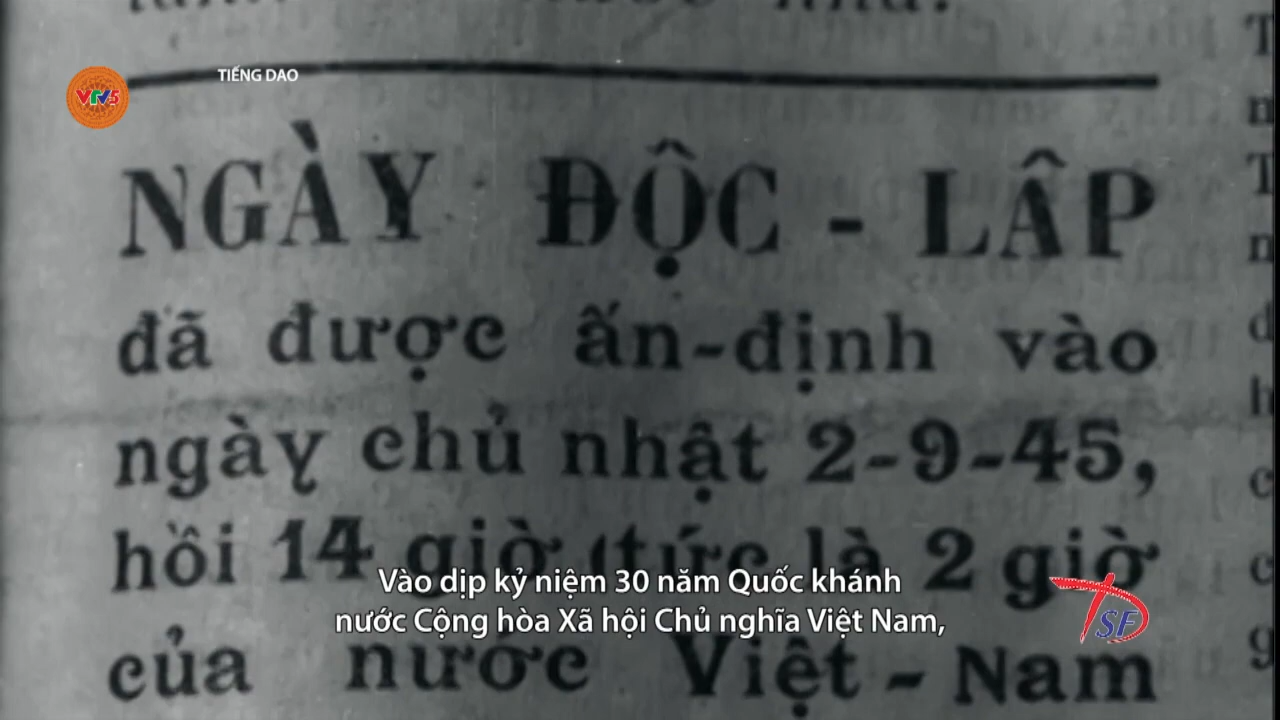 như.
TIẾNG DAO
VTV5
NGÀY ĐỘC - LÂP
đã được ấn-định vào
ngày chủ nhật 2-9-45,
hồi 14 giờ (tức là 2 giờ
Vào dịp kỷ niệm 30 năm Quốc khánh
nước Cộng hòa Xã hội Chủ nghĩa Việt Nam,
TSF
của nước Việt - Nam